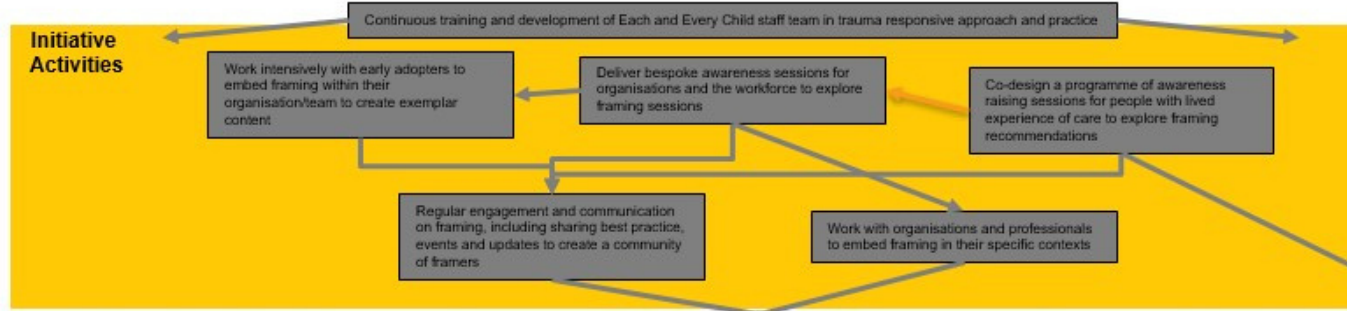 Continuous training and development of Each and Every Child staff team in trauma responsive approach and practice
Initiative
Activities
Work intensively with early adopters to
embed framing within their
organisation/team to create exemplar
content
Deliver bespoke awareness sessions for
organisations and the workforce to explore
framing sessions
Co-design a programme of awareness
raising sessions for people with lived
experience of care to explore framing
recommendations
Regular engagement and communication
on framing, including sharing best practice,
events and updates to create a community
of framers
Work with organisations and professionals
to embed framing in their specific contexts